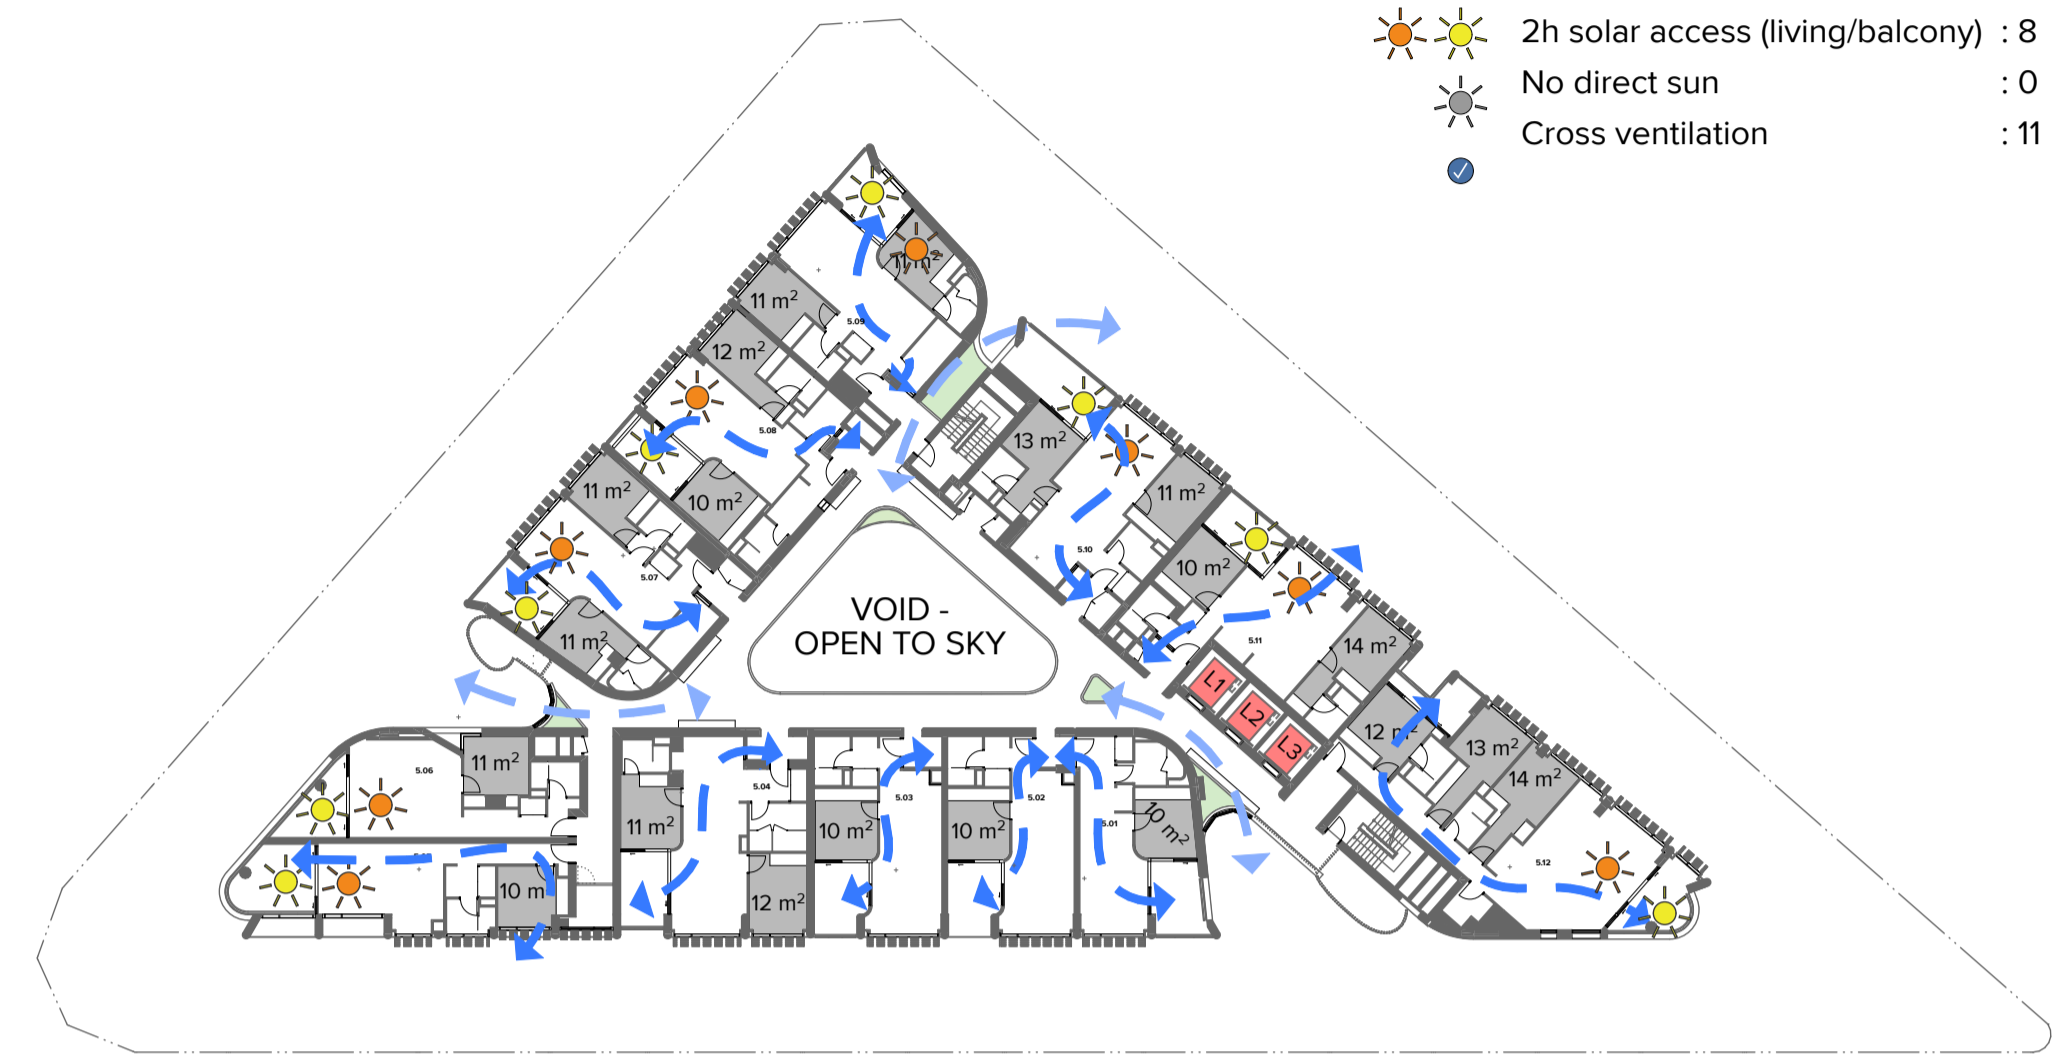 2h solar access (living/balcony) : 8
No direct sun : 0
Cross ventilation : 11
11 m²
11 m²
5.09
12 m²
5.08
13 m²
11 m²
11 m²
10 m²
5.10
10 m²
5.07
11 m²
VOID -
OPEN TO SKY
5.11
14 m²
L1
L2
L3
12 m²
13 m²
14 m²
11 m²
5.06
5.04
5.03
5.02
5.01
11 m²
10 m²
10 m²
10 m²
5.12
10 m
12 m²